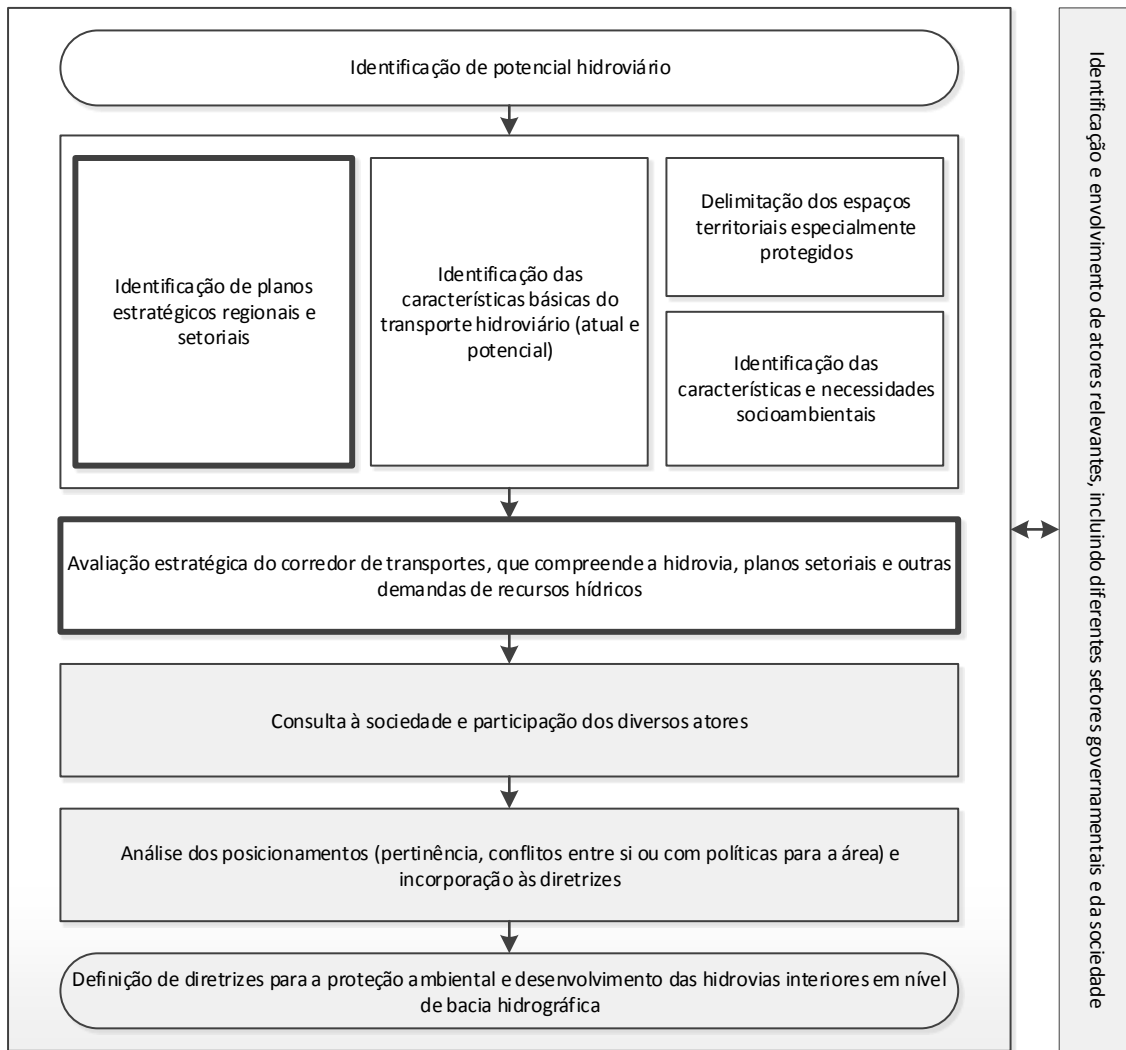 Identificação de potencial hidroviário
Identificação de planos
estratégicos regionais e
setoriais
Identificação das
características básicas do
transporte hidroviário (atual e
potencial)
Delimitação dos espaços
territoriais especialmente
protegidos
Identificação das
características e necessidades
socioambientais
Avaliação estratégica do corredor de transportes, que compreende a hidrovia, planos setoriais e outras
demandas de recursos hídricos
Consulta à sociedade e participação dos diversos atores
Análise dos posicionamentos (pertinência, conflitos entre si ou com políticas para a área) e
incorporação às diretrizes
Definição de diretrizes para a proteção ambiental e desenvolvimento das hidrovias interiores em nível
de bacia hidrográfica
Identificação e envolvimento de atores relevantes, incluindo diferentes setores governamentais e da sociedade